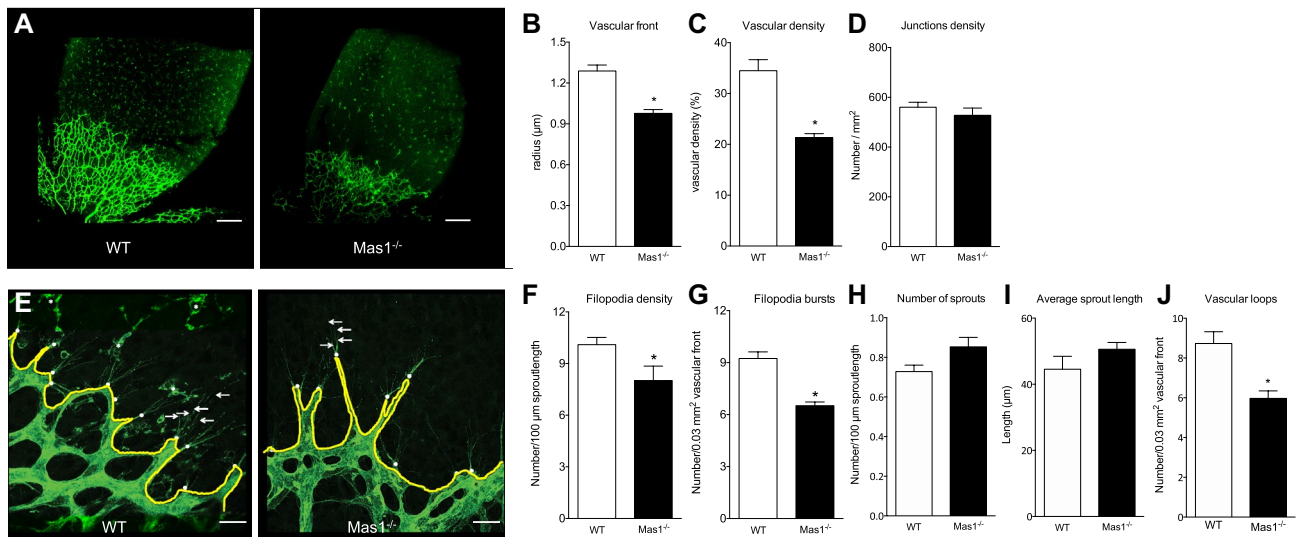 A
WT
Mas1-/-
B
Vascular front
radius (µm)
1.5
1.2
0.9
0.6
0.3
0.0
*
WT
Mas1-/-
C
Vascular density
vascular density (%)
40
30
20
10
0
*
WT
Mas1-/-
D
Junctions density
Number / mm2
800
600
400
200
0
WT
Mas1-/-
E
*
*
*
WT
Mas1-/-
F
Filopodia density
Number/100 µm sproutlength
12
9
6
3
0
*
WT
Mas1-/-
G
Filopodia bursts
Number/0.03 mm2 vascular front
12
9
6
3
0
*
WT
Mas1-/-
H
Number of sprouts
Number/100 µm sproutlength
1.0
0.8
0.6
0.4
0.2
0.0
WT
Mas1-/-
I
Average sprout length
Length (µm)
60
40
20
0
WT
Mas1-/-
J
Vascular loops
Number/0.03 mm2 vascular front
10
8
6
4
2
0
*
WT
Mas1-/-